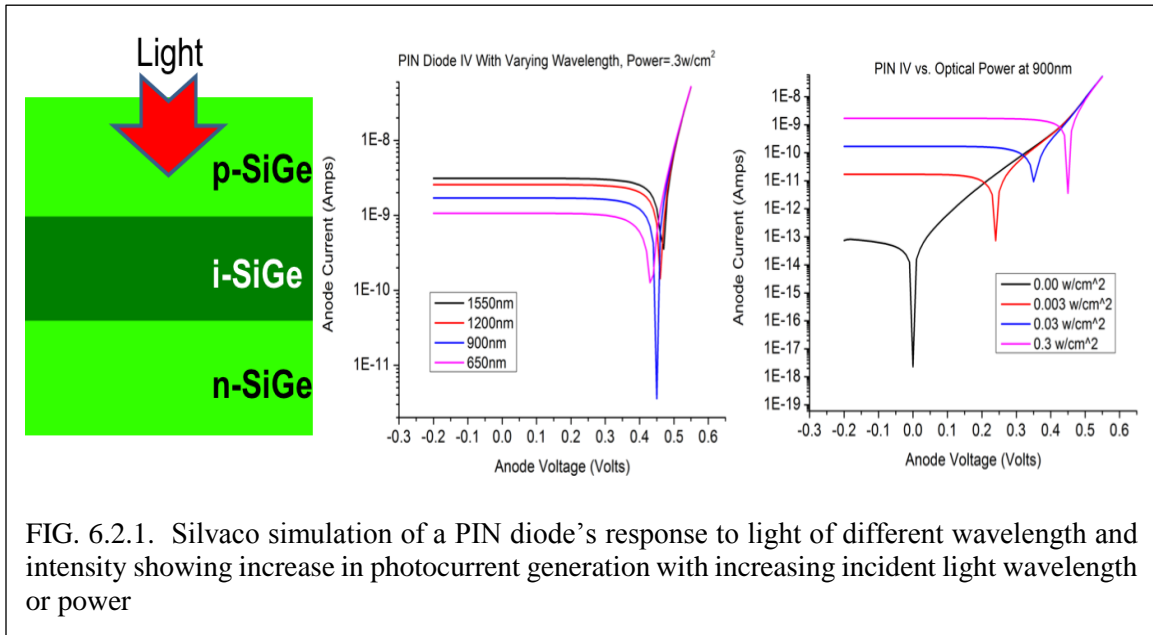 Light
p-SiGe
i-SiGe
n-SiGe
PIN Diode IV With Varying Wavelength, Power=.3w/cm²
Anode Current (Amps)
1E-8
1E-9
1E-10
1E-11
1550nm
1200nm
900nm
650nm
-0.3 -0.2 -0.1 0.0 0.1 0.2 0.3 0.4 0.5 0.6
Anode Voltage (Volts)
PIN IV vs. Optical Power at 900nm
Anode Current (Amps)
1E-8
1E-9
1E-10
1E-11
1E-12
1E-13
1E-14
1E-15
1E-16
1E-17
1E-18
1E-19
0.00 w/cm^2
0.003 w/cm^2
0.03 w/cm^2
0.3 w/cm^2
-0.3 -0.2 -0.1 0.0 0.1 0.2 0.3 0.4 0.5 0.6
Anode Voltage (Volts)
FIG. 6.2.1. Silvaco simulation of a PIN diode’s response to light of different wavelength and
intensity showing increase in photocurrent generation with increasing incident light wavelength
or power